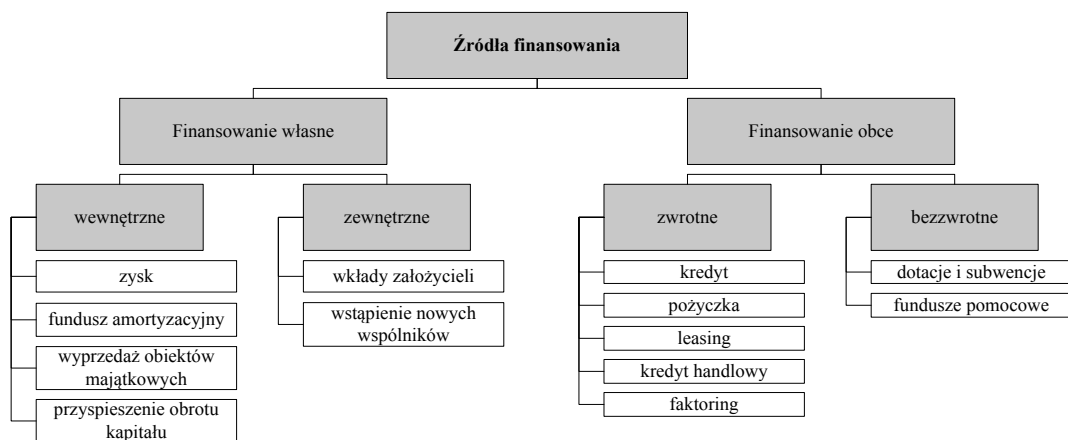 Źródła finansowania
Finansowanie własne
Finansowanie obce
wewnętrzne
zewnętrzne
zwrotne
bezzwrotne
zysk
fundusz amortyzacyjny
wyprzedaż obiektów
majątkowych
przyspieszenie obrotu
kapitału
wkłady założycieli
wstąpienie nowych
wspólników
kredyt
pożyczka
leasing
kredyt handlowy
faktoring
dotacje i subwencje
fundusze pomocowe